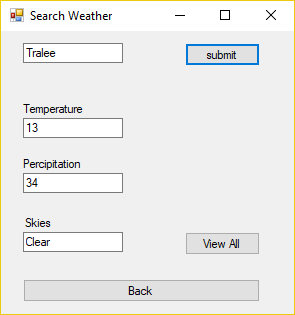 Search Weather
Tralee
submit
Temperature
13
Percipitation
34
Skies
Clear
View All
Back